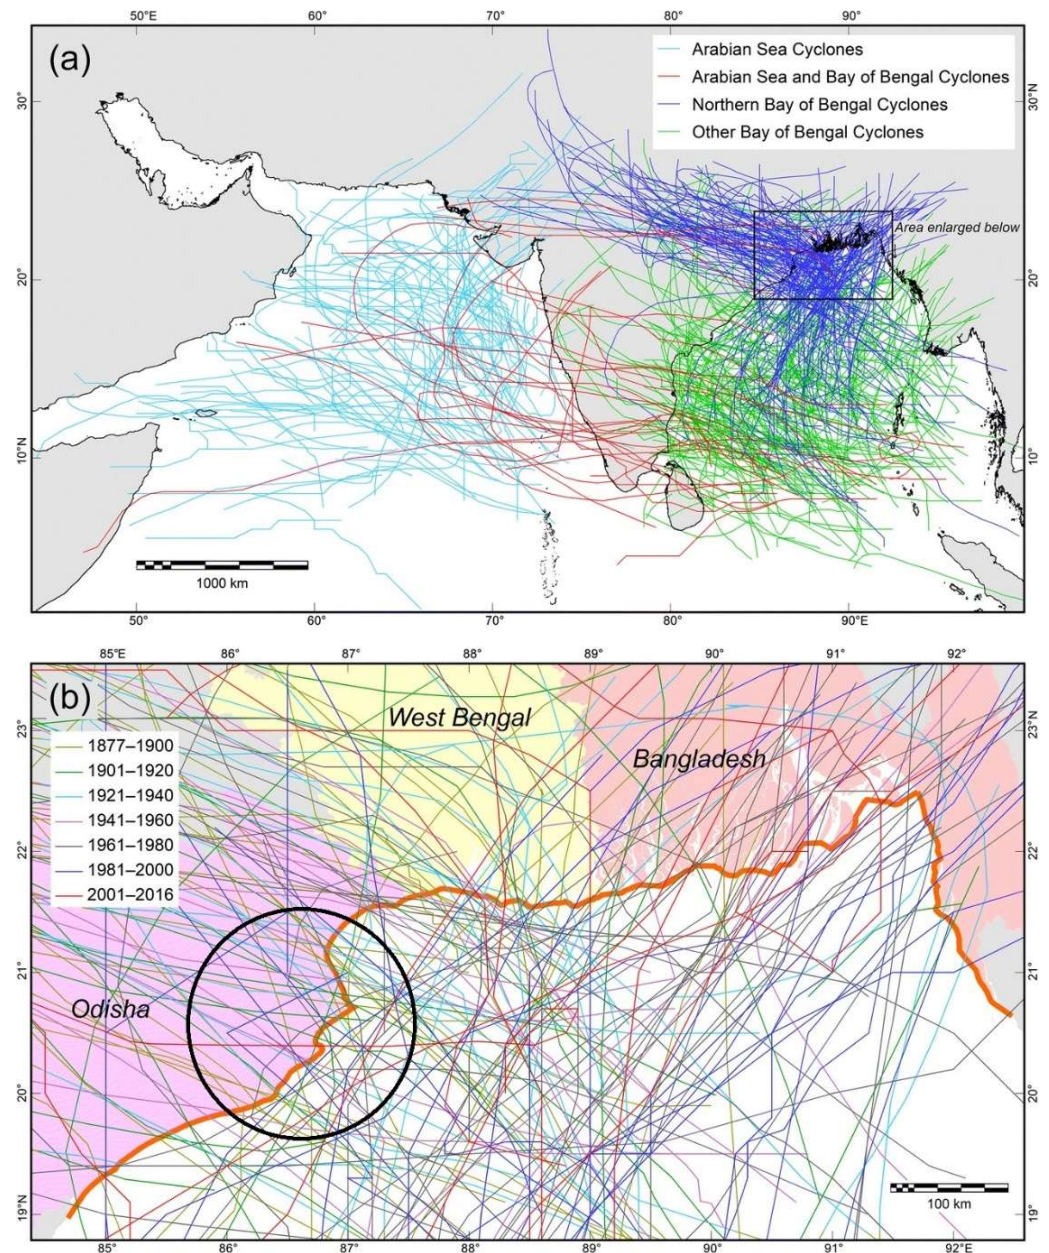 50°E 60° 70° 80° 90°
(a)
Arabian Sea Cyclones
Arabian Sea and Bay of Bengal Cyclones
Northern Bay of Bengal Cyclones
Other Bay of Bengal Cyclones
30° 30°N
Area enlarged below
20° 20°
10°N 10°
1000 km
50° 60° 70° 80° 90°E
85°E 86° 87° 88° 89° 90° 91° 92°
(b)
West Bengal
23° 23°N
Bangladesh
1877–1900
1901–1920
1921–1940
1941–1960
1961–1980
1981–2000
2001–2016
22° 22°
21° 21°
Odisha
20° 20°
100 km
19°N 19°
85° 86° 87° 88° 89° 90° 91° 92°E